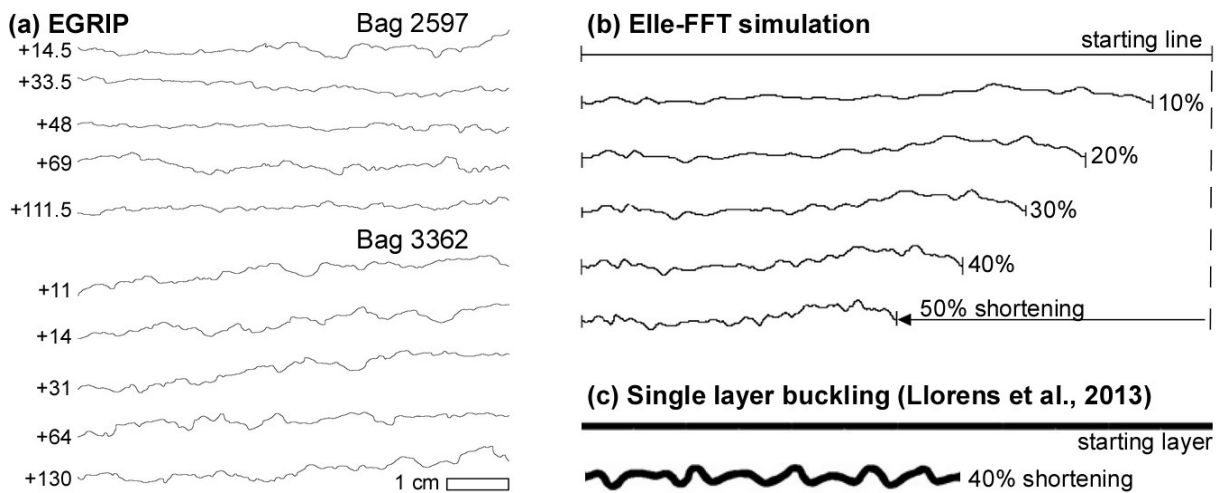 (a) EGRIP
Bag 2597
+14.5
+33.5
+48
+69
+111.5
Bag 3362
+11
+14
+31
+64
+130
1 cm
(b) Elle-FFT simulation
starting line
10%
20%
30%
40%
50% shortening
(c) Single layer buckling (Llorens et al., 2013)
starting layer
40% shortening